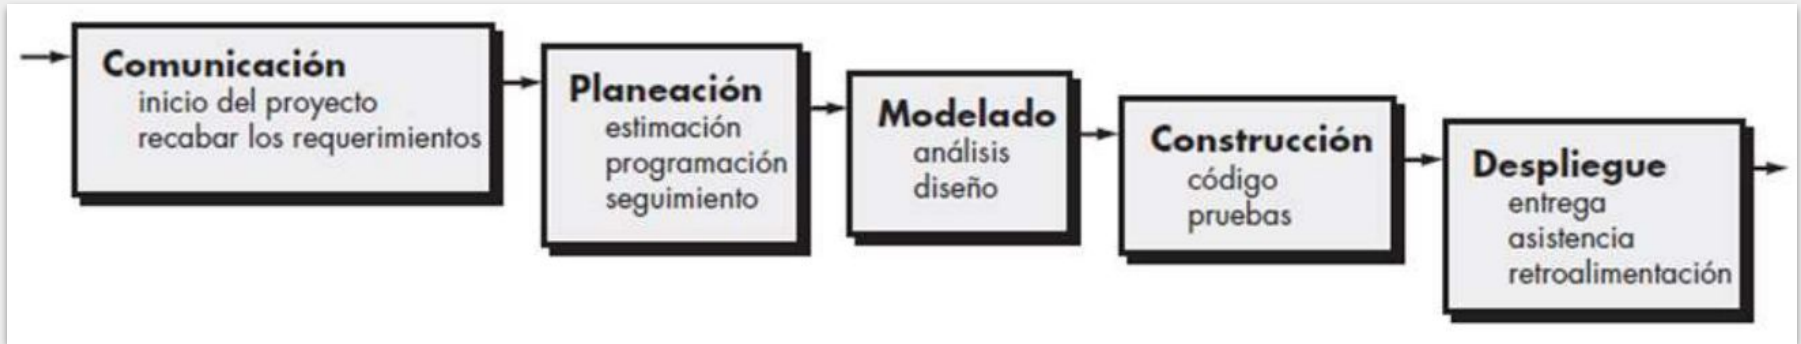 Comunicación
inicio del proyecto
recabar los requerimientos
Planeación
estimación
programación
seguimiento
Modelado
análisis
diseño
Construcción
código
pruebas
Despliegue
entrega
asistencia
retroalimentación